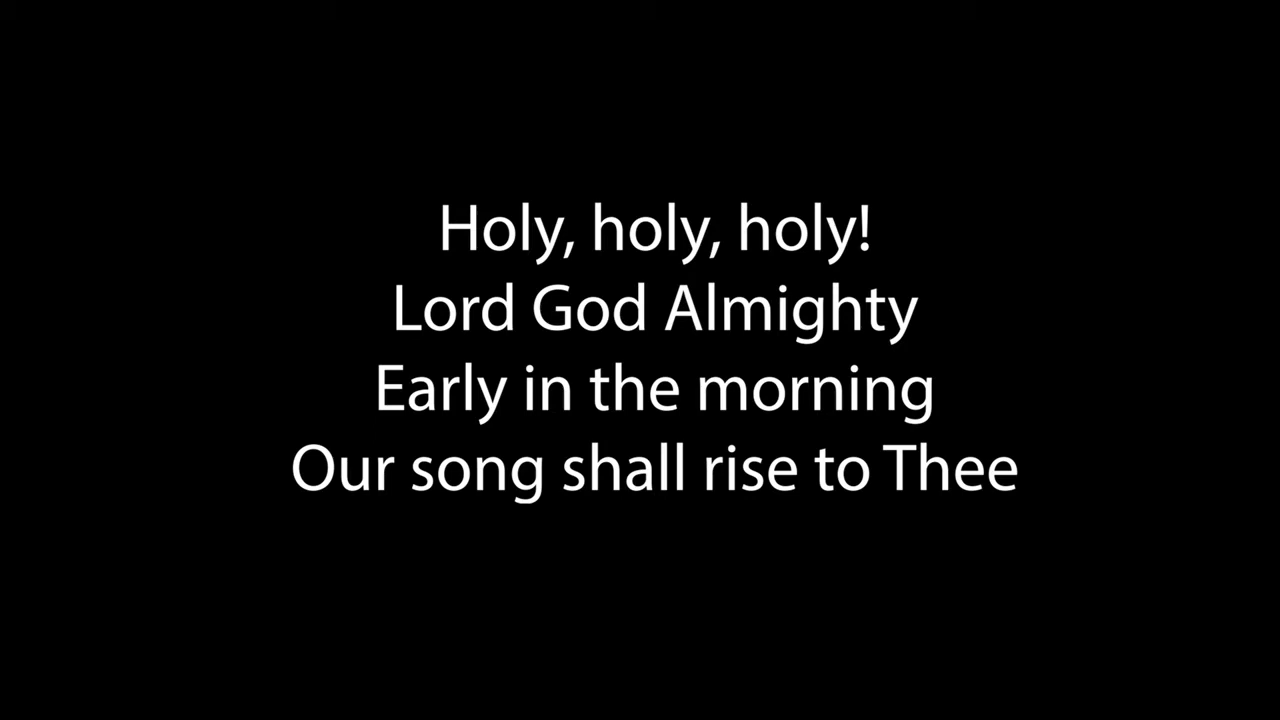 Holy, holy, holy!
Lord God Almighty
Early in the morning
Our song shall rise to Thee